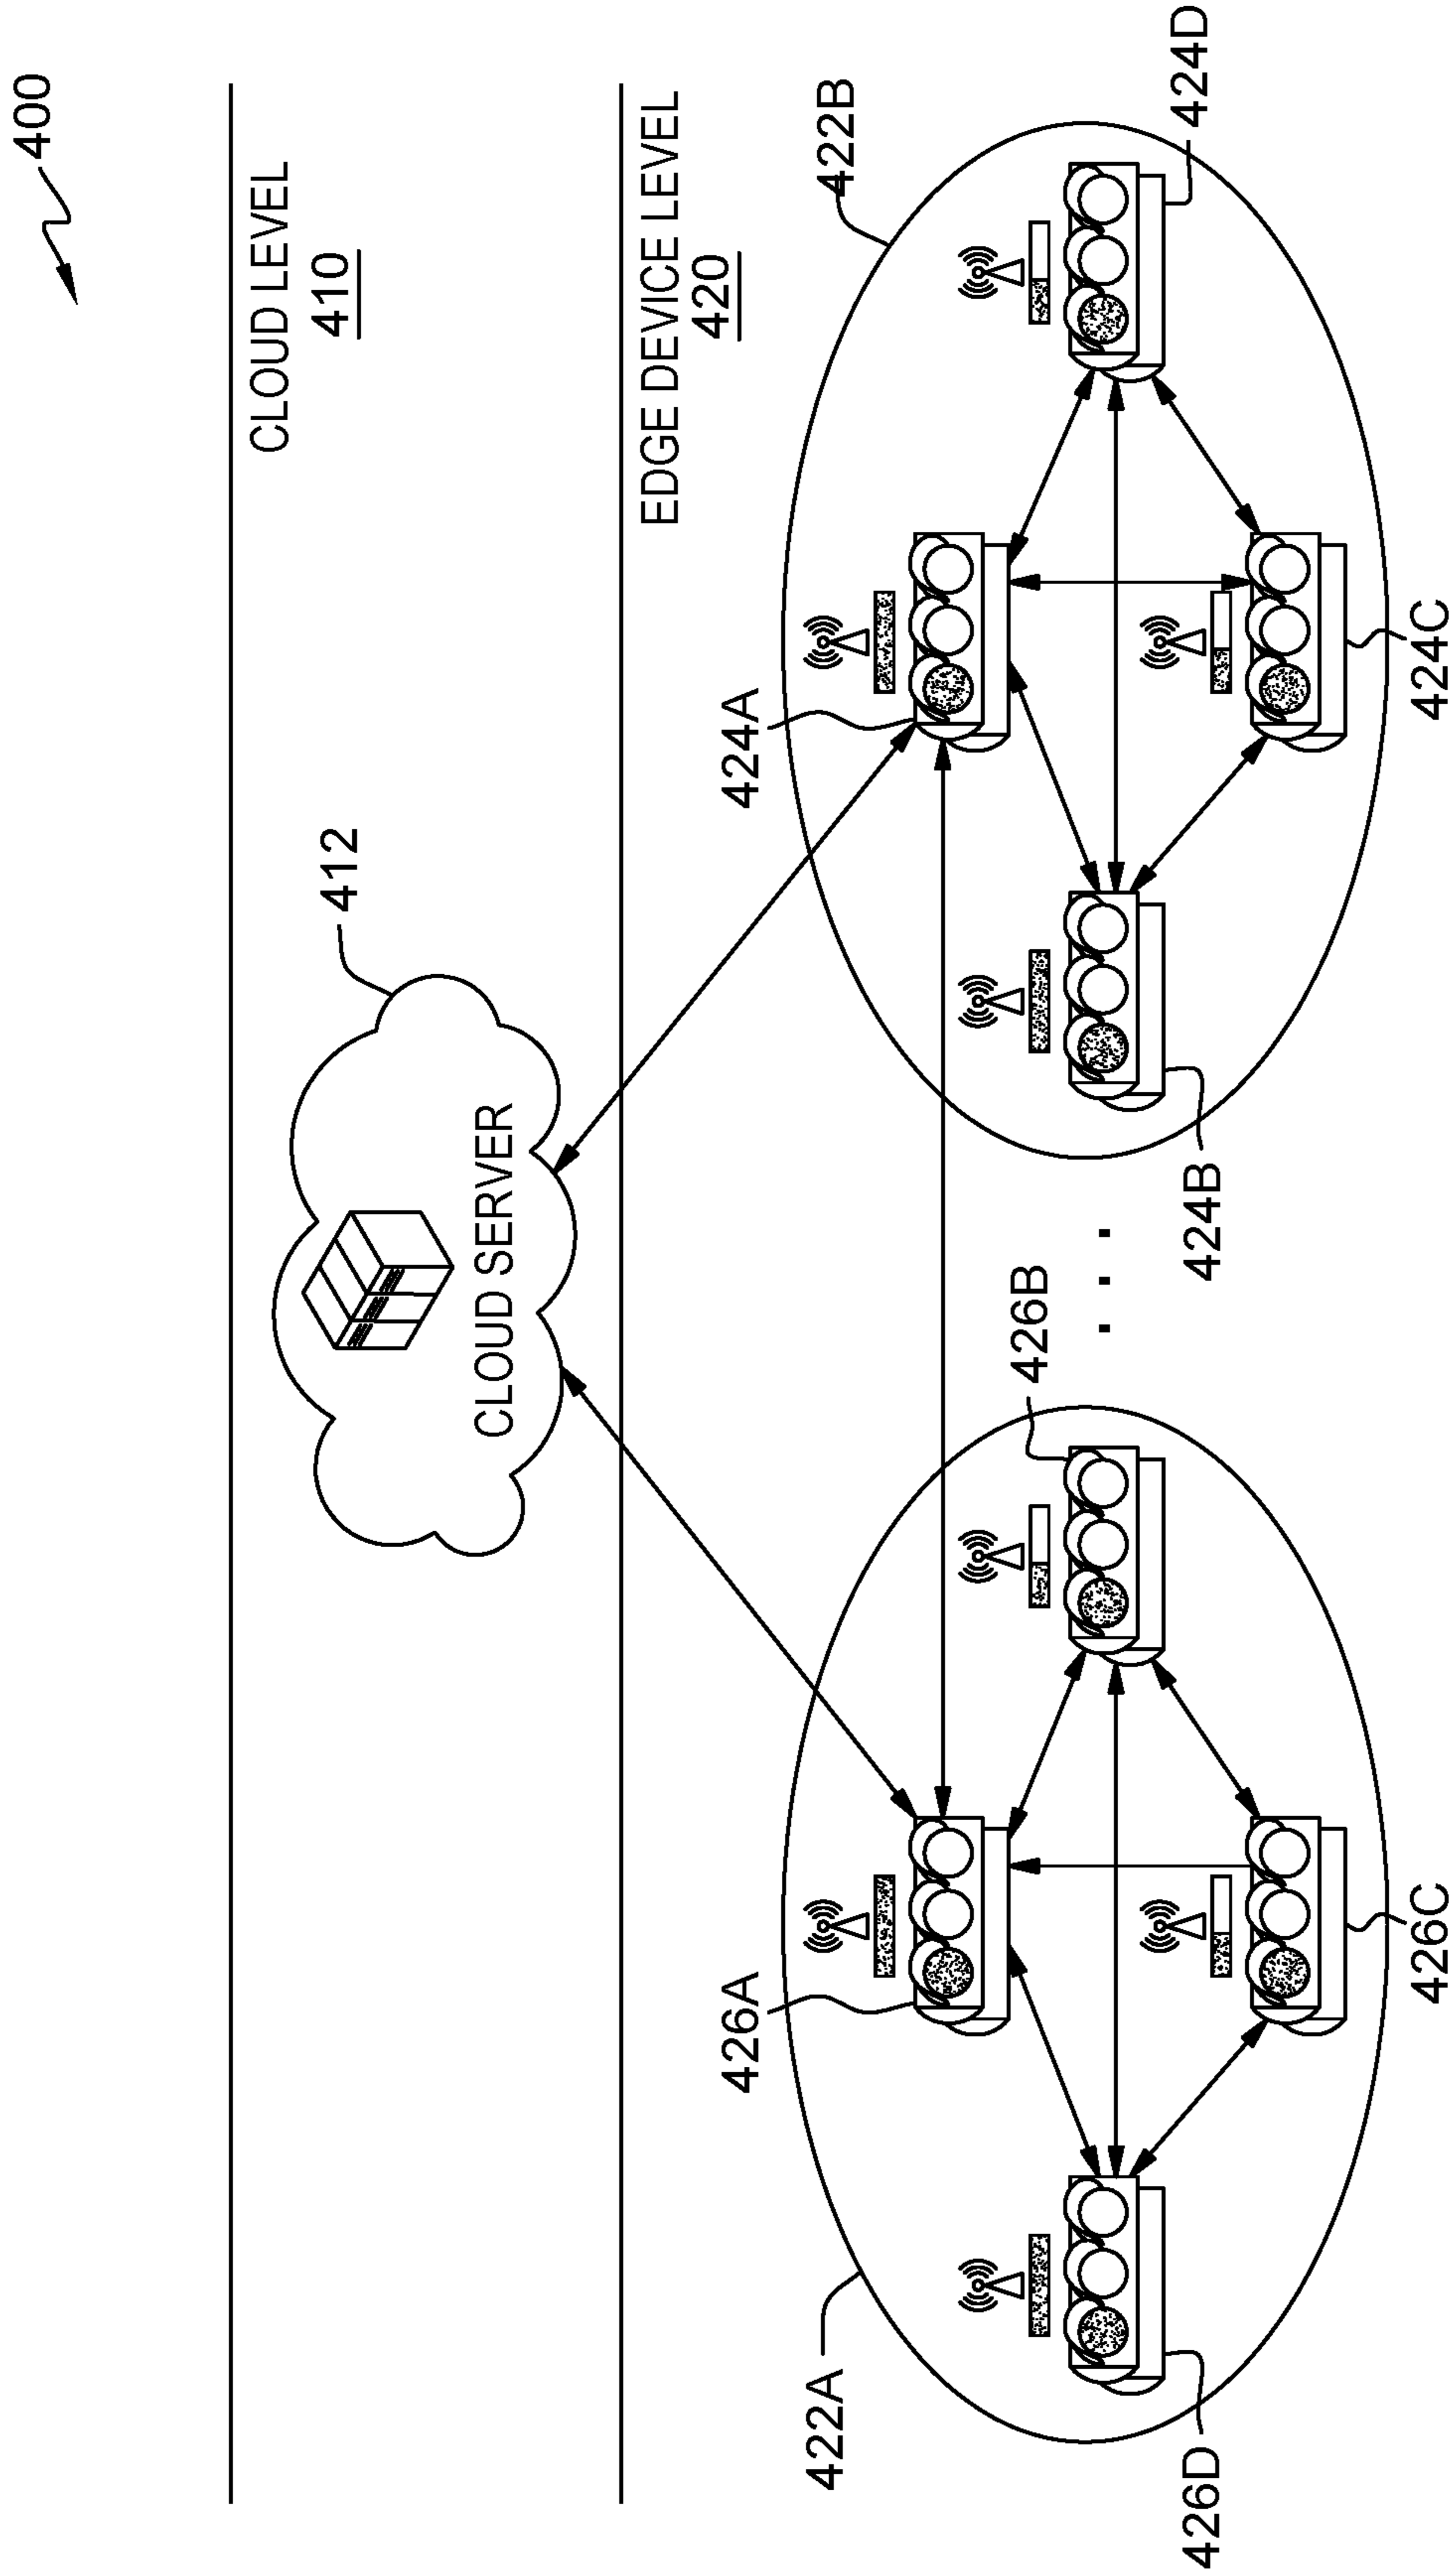 400
CLOUD LEVEL
410
412
CLOUD SERVER
EDGE DEVICE LEVEL
420
422A
426A
424A
422B
426B
426D
426C
424B
424C
424D